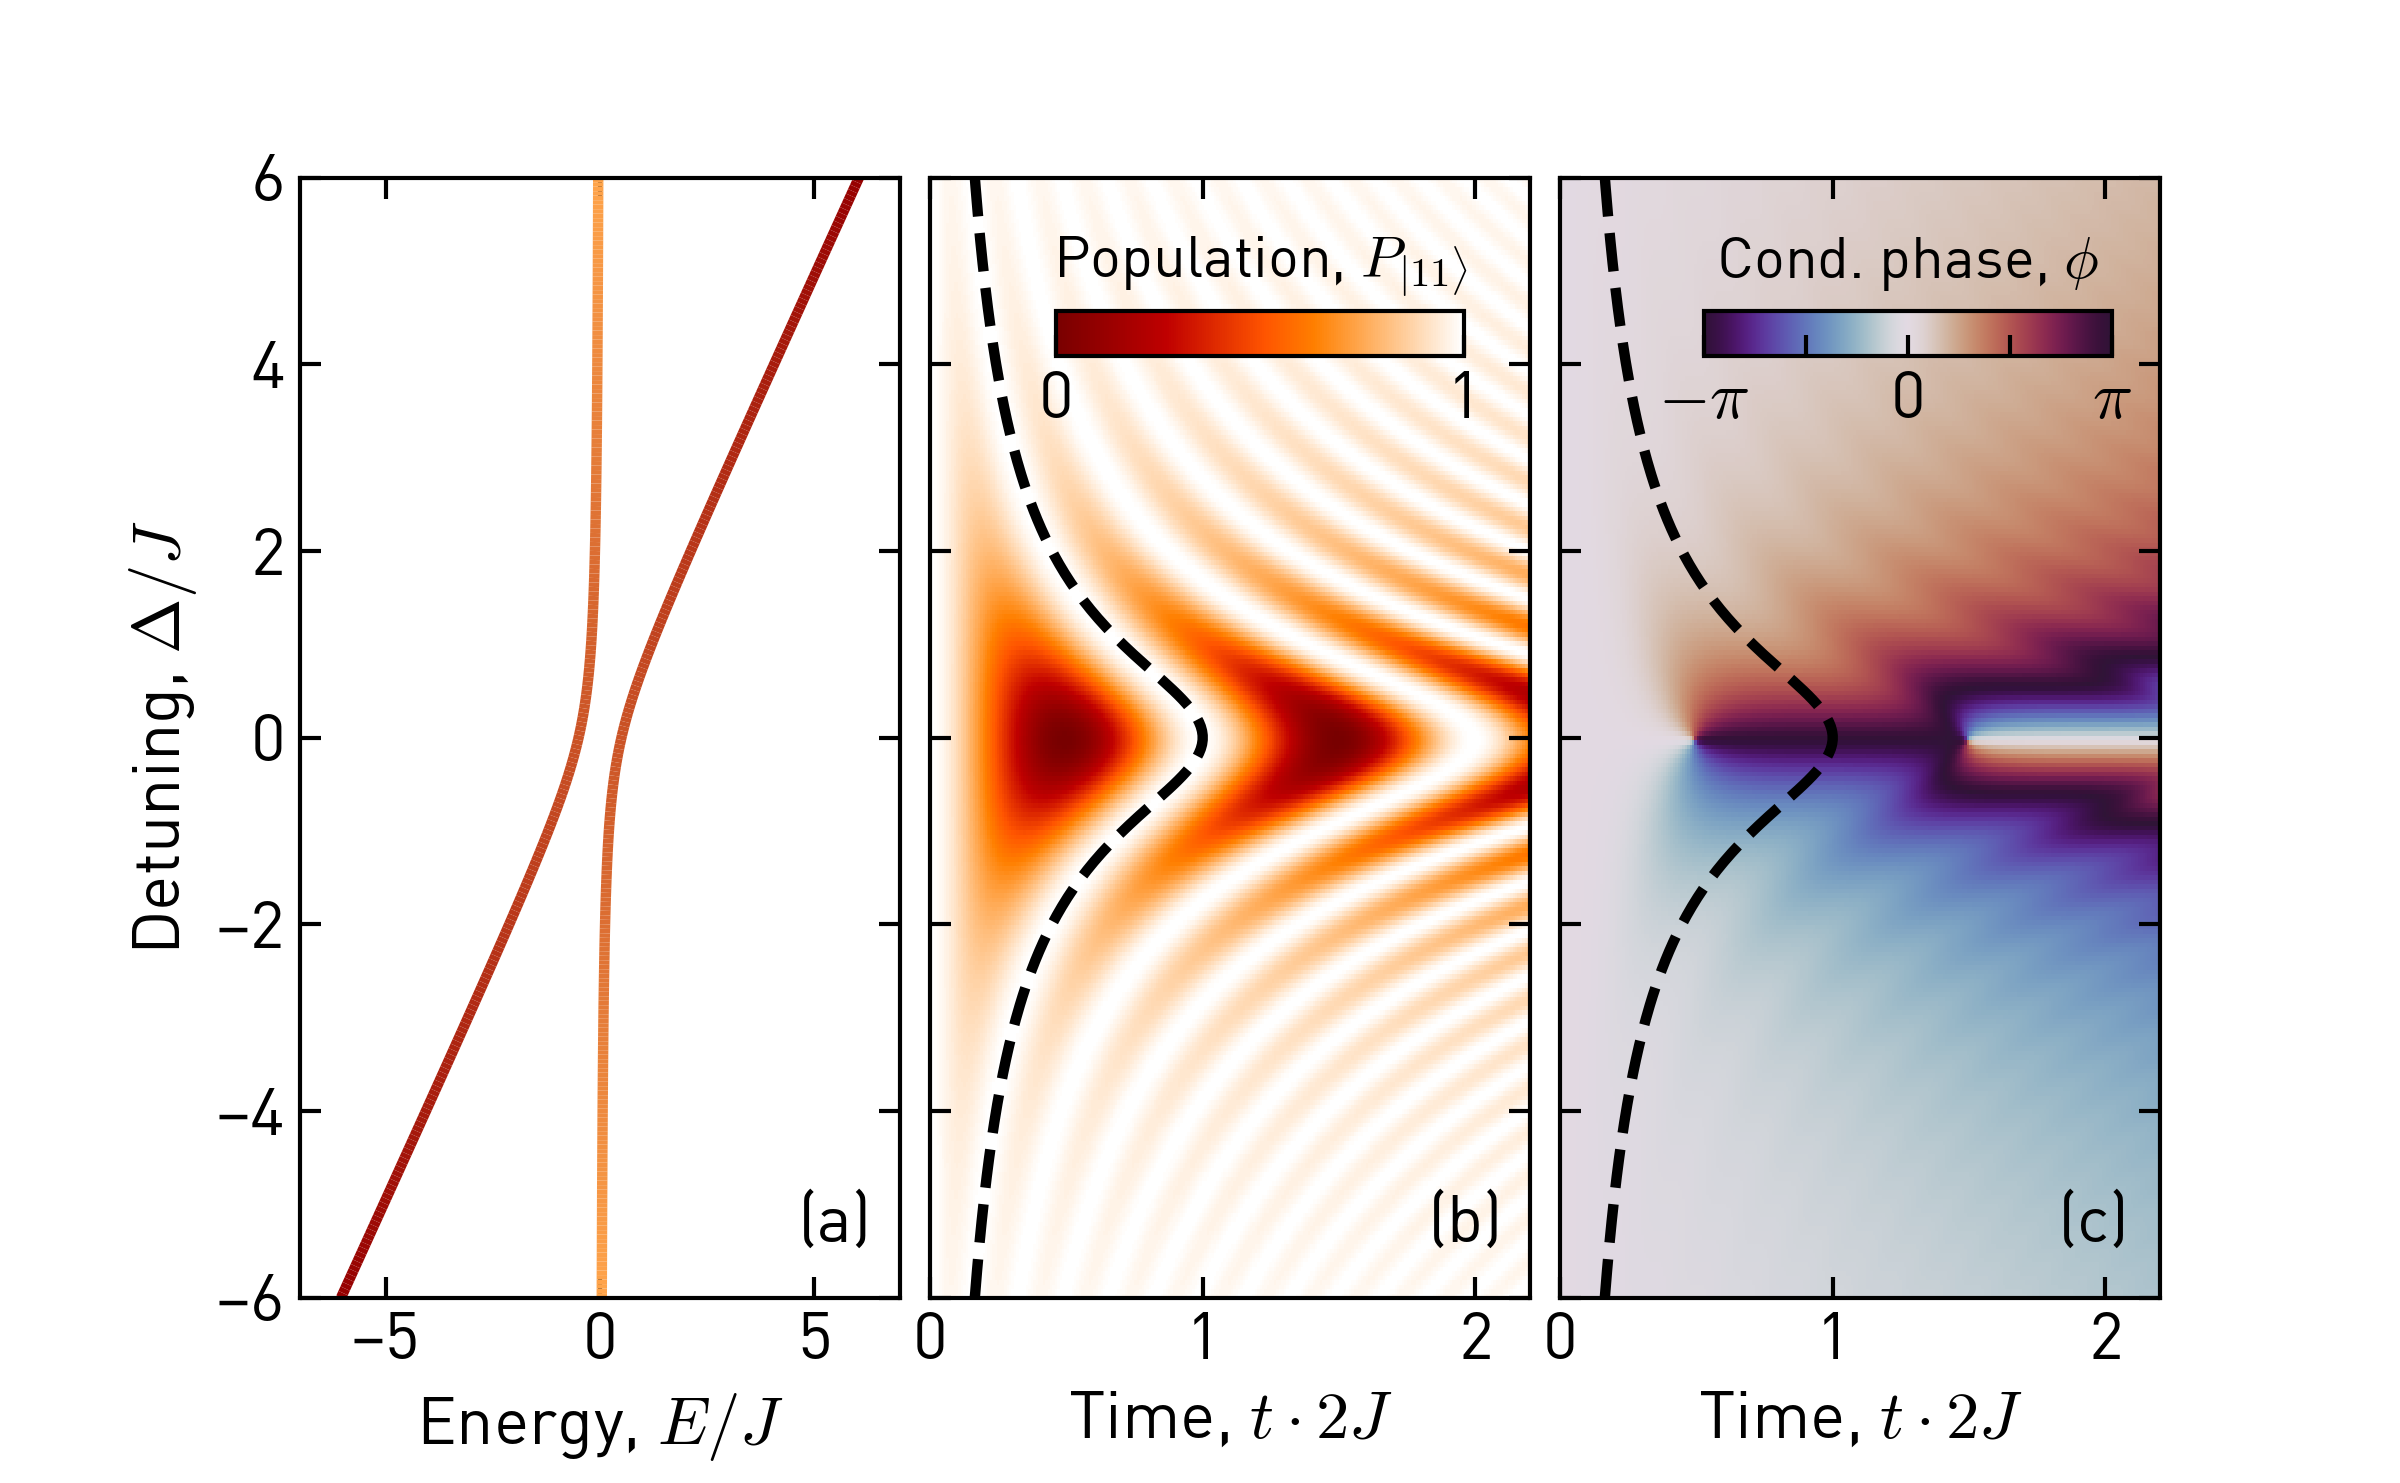 Detuning, Δ/J
6
4
2
0
−2
−4
−6
−5 0 5
Energy, E/J
(a)
Population, P|11⟩
0 1
(b)
0 1 2
Time, t · 2J
Cond. phase, ϕ
−π 0 π
(c)
0 1 2
Time, t · 2J